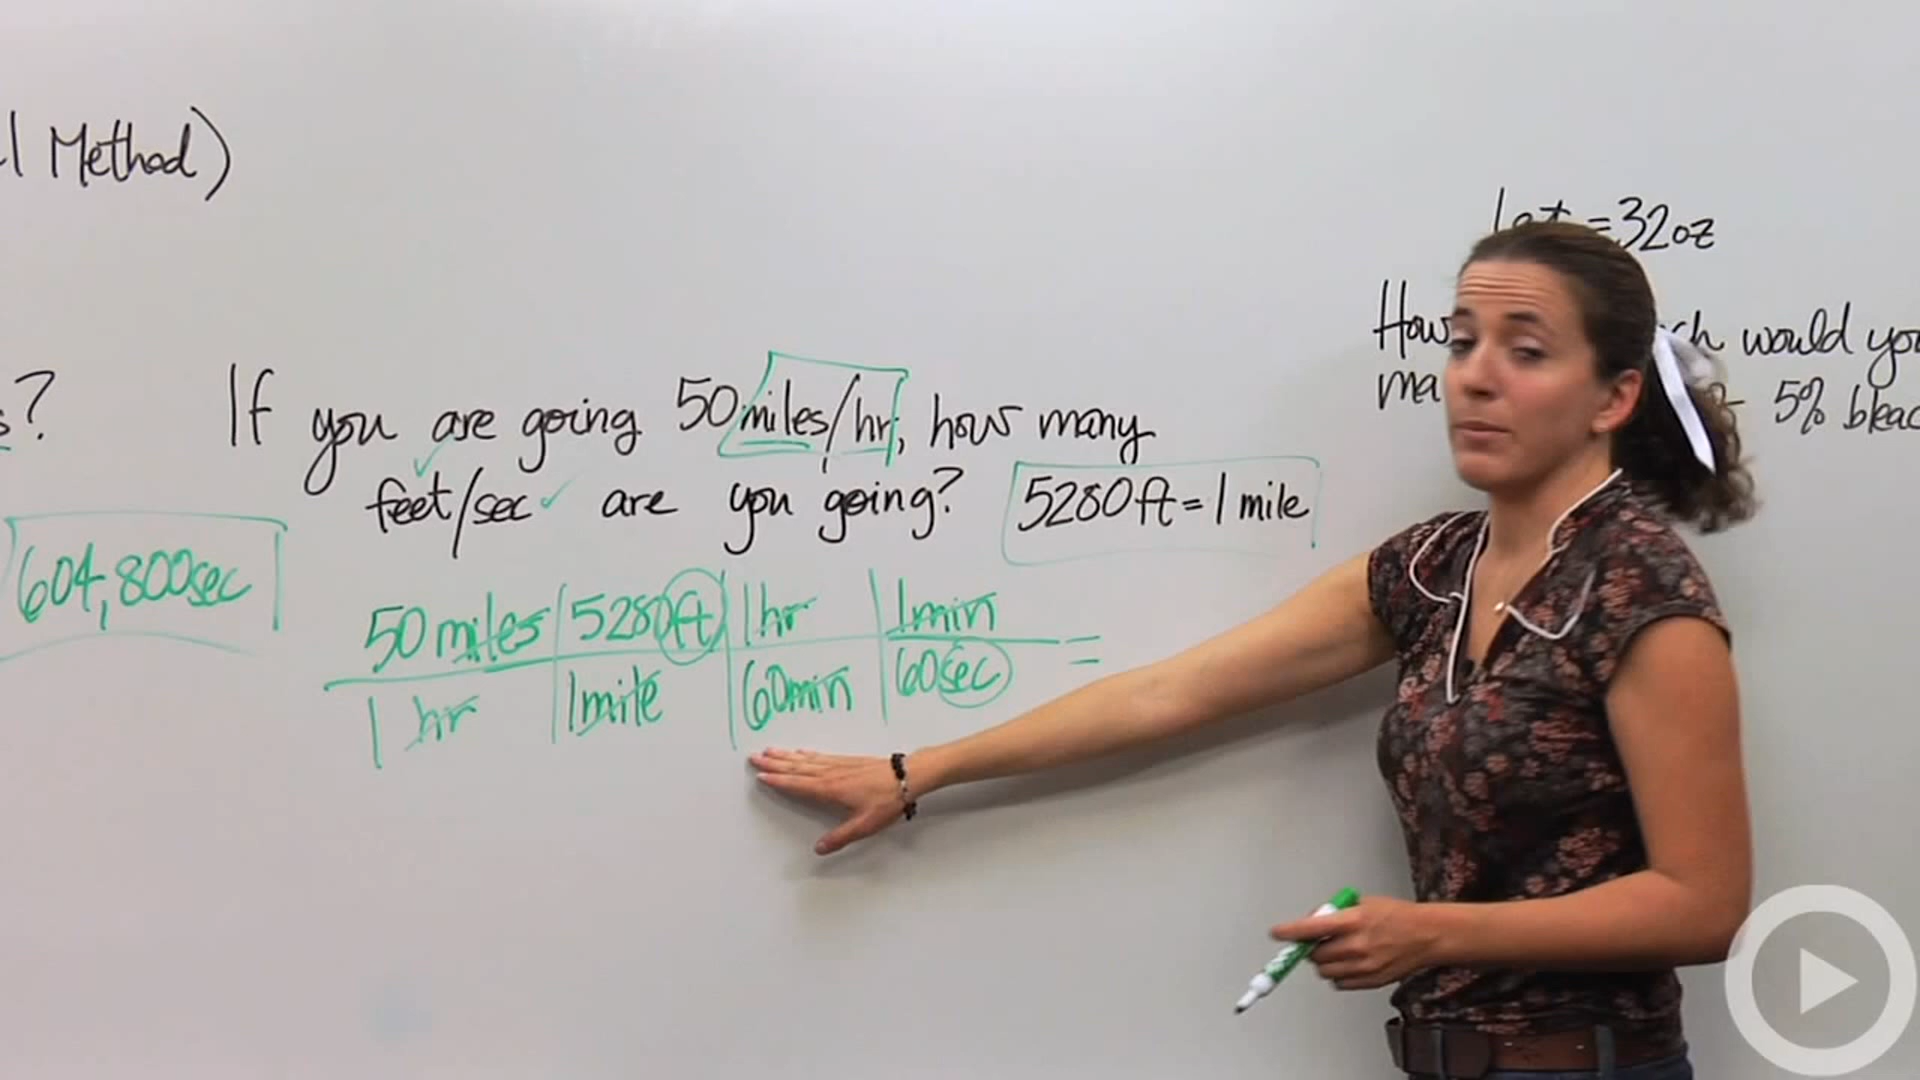 l Method)
s?
604,800sec
If you are going 50 miles/hr, how many
feet/sec are you going? 5280ft = 1 mile
50 miles 5280ft 1hr 1min =
1 hr 1mile 60min 60sec
= 32oz
How would you
5% bleac